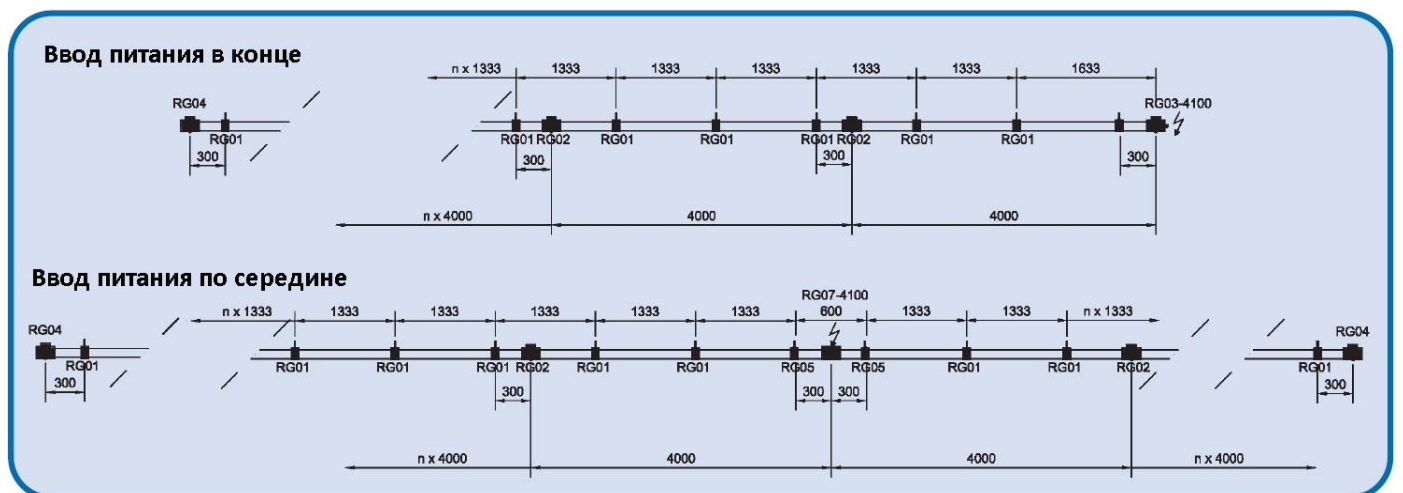 Ввод питания в конце
n x 1333 1333 1333 1333 1333 1333 1633
RG04 RG03-4100
RG01 RG01 RG02 RG01 RG01 RG01 RG02 RG01 RG01
300 300 300 300
n x 4000 4000 4000
Ввод питания по середине
RG07-4100
n x 1333 1333 1333 1333 1333 1333 600 1333 1333 n x 1333
RG04 RG04
RG01 RG01 RG01 RG01 RG02 RG01 RG01 RG05 RG05 RG01 RG01 RG02 RG01
300 300 300 300 300
n x 4000 4000 4000 n x 4000